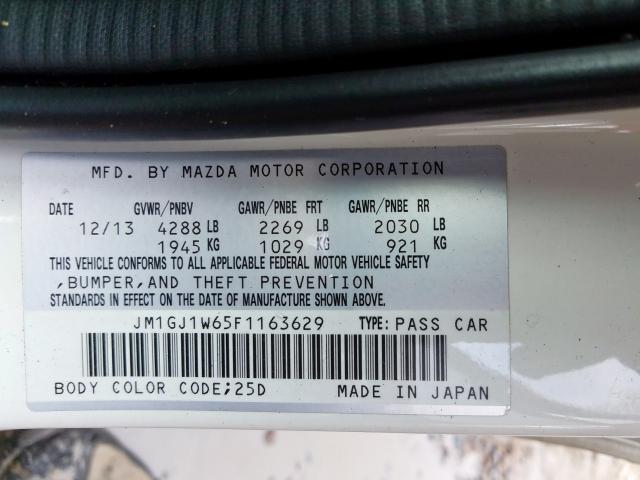 MFD. BY MAZDA MOTOR CORPORATION
DATE GVWR/PNBV GAWR/PNBE FRT GAWR/PNBE RR
12/13 4288 LB 2269 LB 2030 LB
1945 KG 1029 KG 921 KG
THIS VEHICLE CONFORMS TO ALL APPLICABLE FEDERAL MOTOR VEHICLE SAFETY
,BUMPER,AND THEFT PREVENTION
STANDARDS IN EFFECT ON THE DATE OF MANUFACTURE SHOWN ABOVE.
JM1GJ1W65F1163629 TYPE: PASS CAR
BODY COLOR CODE;25D MADE IN JAPAN